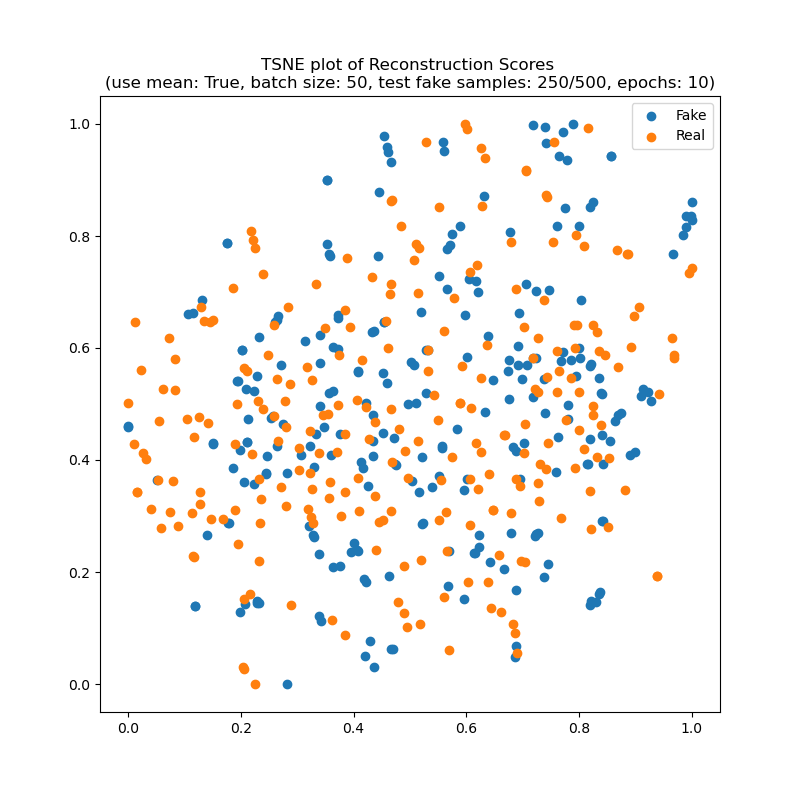 TSNE plot of Reconstruction Scores
(use mean: True, batch size: 50, test fake samples: 250/500, epochs: 10)
Fake
Real
1.0
0.8
0.6
0.4
0.2
0.0
0.0 0.2 0.4 0.6 0.8 1.0